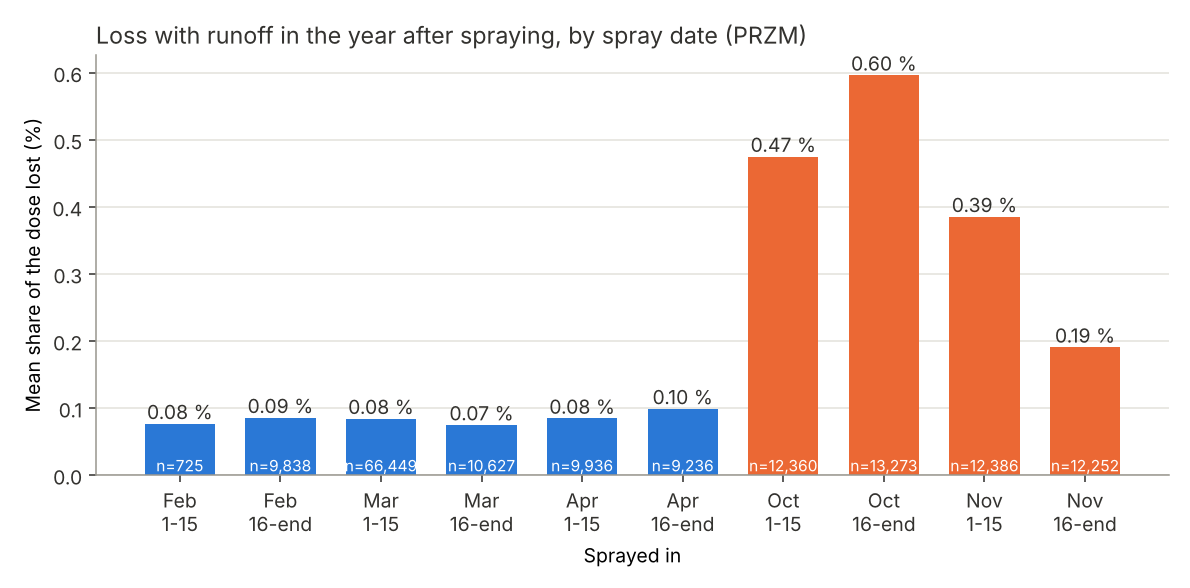 Loss with runoff in the year after spraying, by spray date (PRZM)
Mean share of the dose lost (%)
0.6
0.5
0.4
0.3
0.2
0.1
0.0
0.08 %
0.09 %
0.08 %
0.07 %
0.08 %
0.10 %
0.47 %
0.60 %
0.39 %
0.19 %
n=725
n=9,838
n=66,449
n=10,627
n=9,936
n=9,236
n=12,360
n=13,273
n=12,386
n=12,252
Feb
1-15
Feb
16-end
Mar
1-15
Mar
16-end
Apr
1-15
Apr
16-end
Oct
1-15
Oct
16-end
Nov
1-15
Nov
16-end
Sprayed in